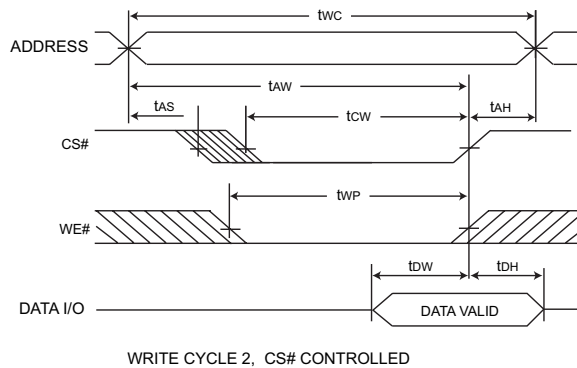 tWC
ADDRESS
tAW
tAS
tCW
tAH
CS#
tWP
WE#
tDW
tDH
DATA I/O
DATA VALID
WRITE CYCLE 2, CS# CONTROLLED